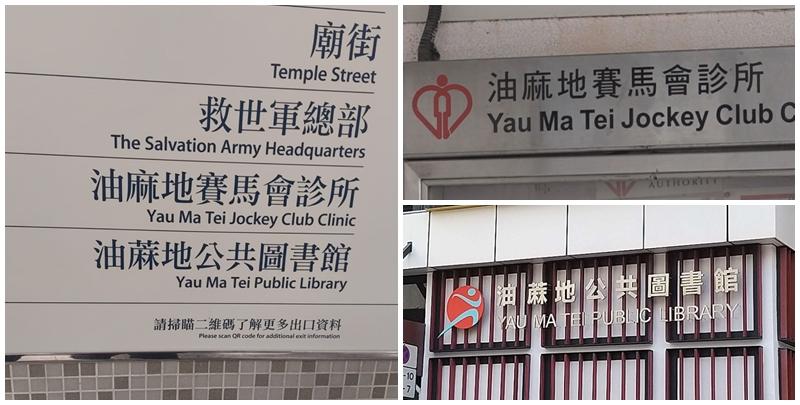 廟街
Temple Street
救世軍總部
The Salvation Army Headquarters
油麻地賽馬會診所
Yau Ma Tei Jockey Club Clinic
油蔴地公共圖書館
Yau Ma Tei Public Library
請掃瞄二維碼了解更多出口資料
Please scan QR code for additional exit information
油麻地賽馬會診所
Yau Ma Tei Jockey Club C
AUTHORITY
油蔴地公共圖書館
YAU MA TEI PUBLIC LIBRARY
-10
-7